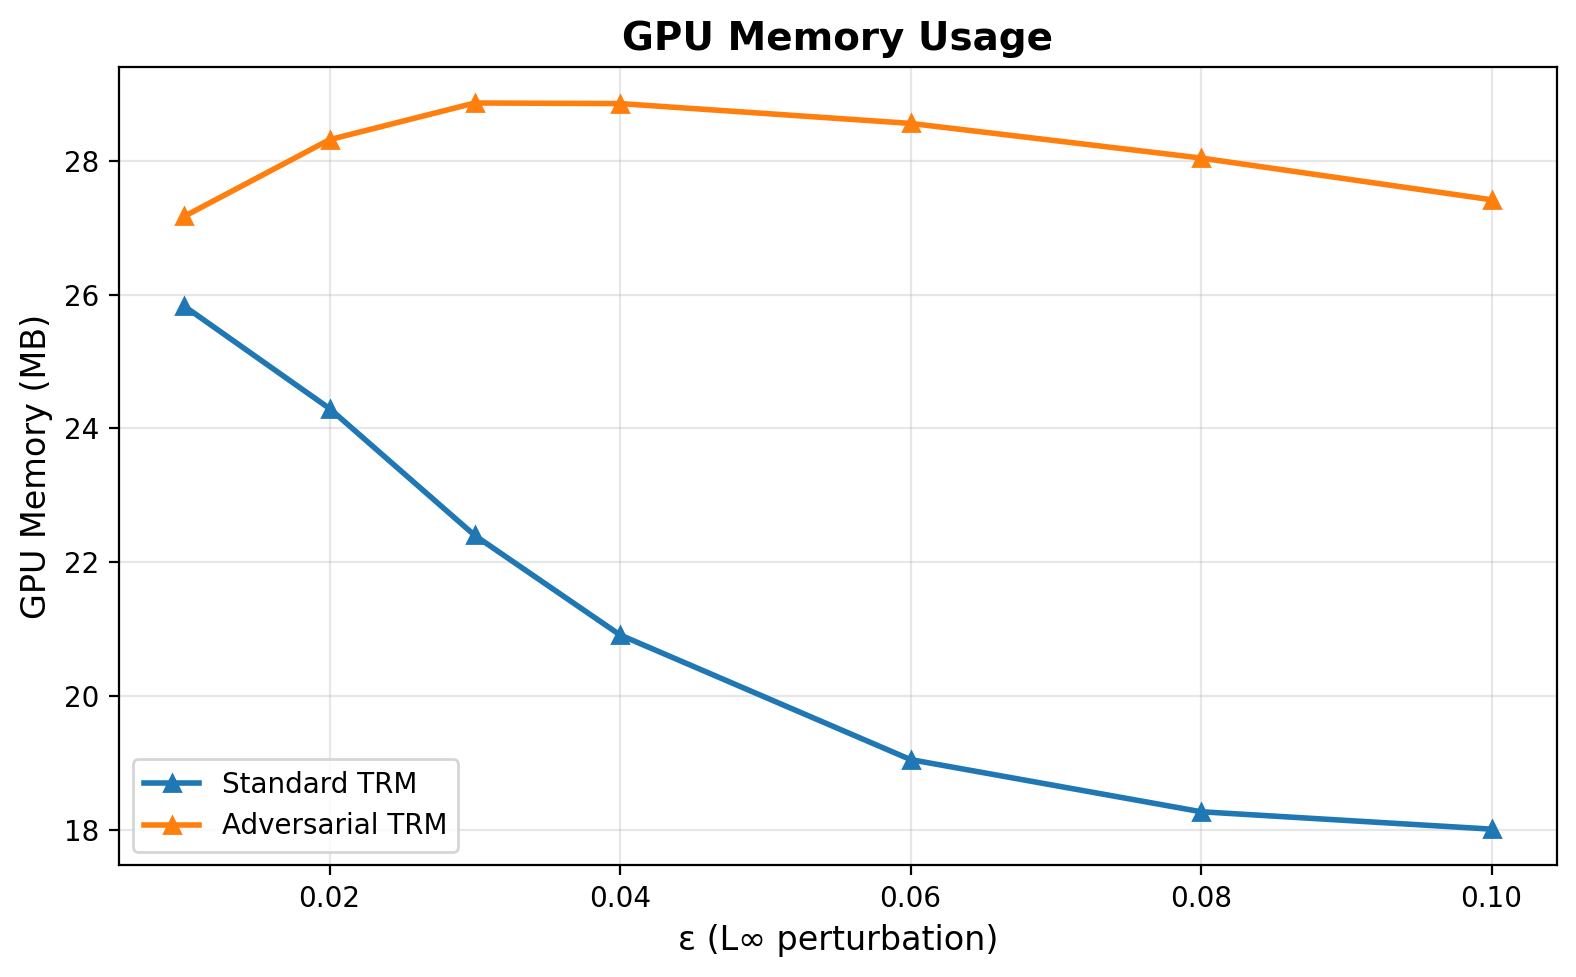 GPU Memory Usage
GPU Memory (MB)
28
26
24
22
20
18
Standard TRM
Adversarial TRM
0.02 0.04 0.06 0.08 0.10
ε (L∞ perturbation)